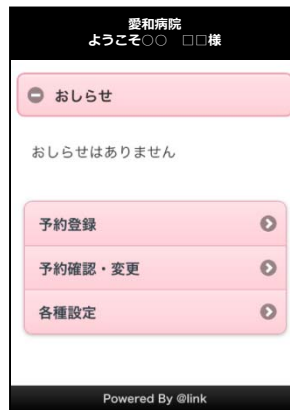 愛和病院
ようこそ○○　□□様
おしらせ
おしらせはありません
予約登録
予約確認・変更
各種設定
Powered By @link